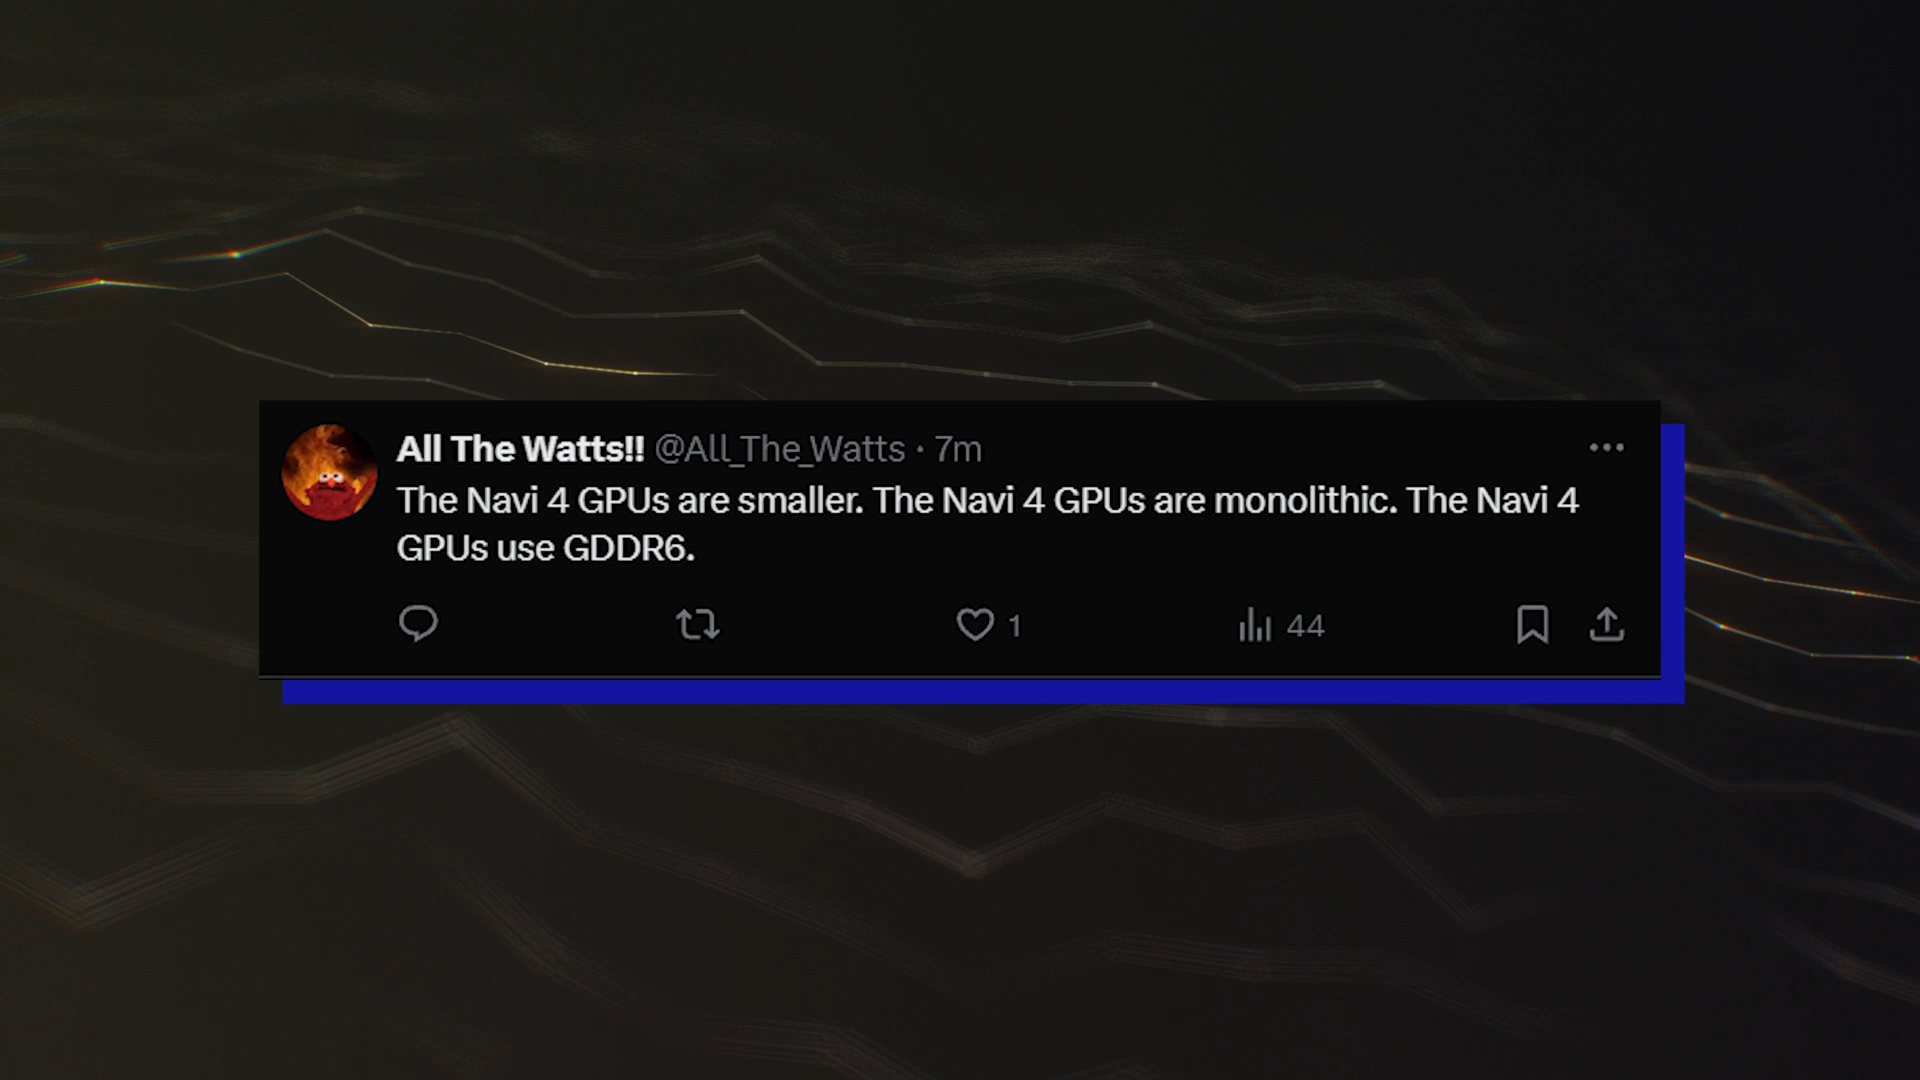 All The Watts!! @All_The_Watts · 7m
The Navi 4 GPUs are smaller. The Navi 4 GPUs are monolithic. The Navi 4
GPUs use GDDR6.
1 44